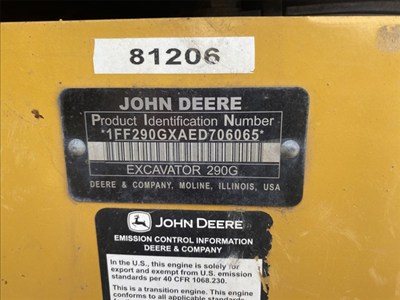 81206
JOHN DEERE
Product Identification Number
*1FF290GXAED706065*
EXCAVATOR 290G
DEERE & COMPANY, MOLINE, ILLINOIS, USA
JOHN DEERE
EMISSION CONTROL INFORMATION
DEERE & COMPANY
In the U.S., this engine is solely for
export and exempt from U.S. emission
standards per 40 CFR 1068.230.
This is a transition engine. This engine
conforms to all applicable standards